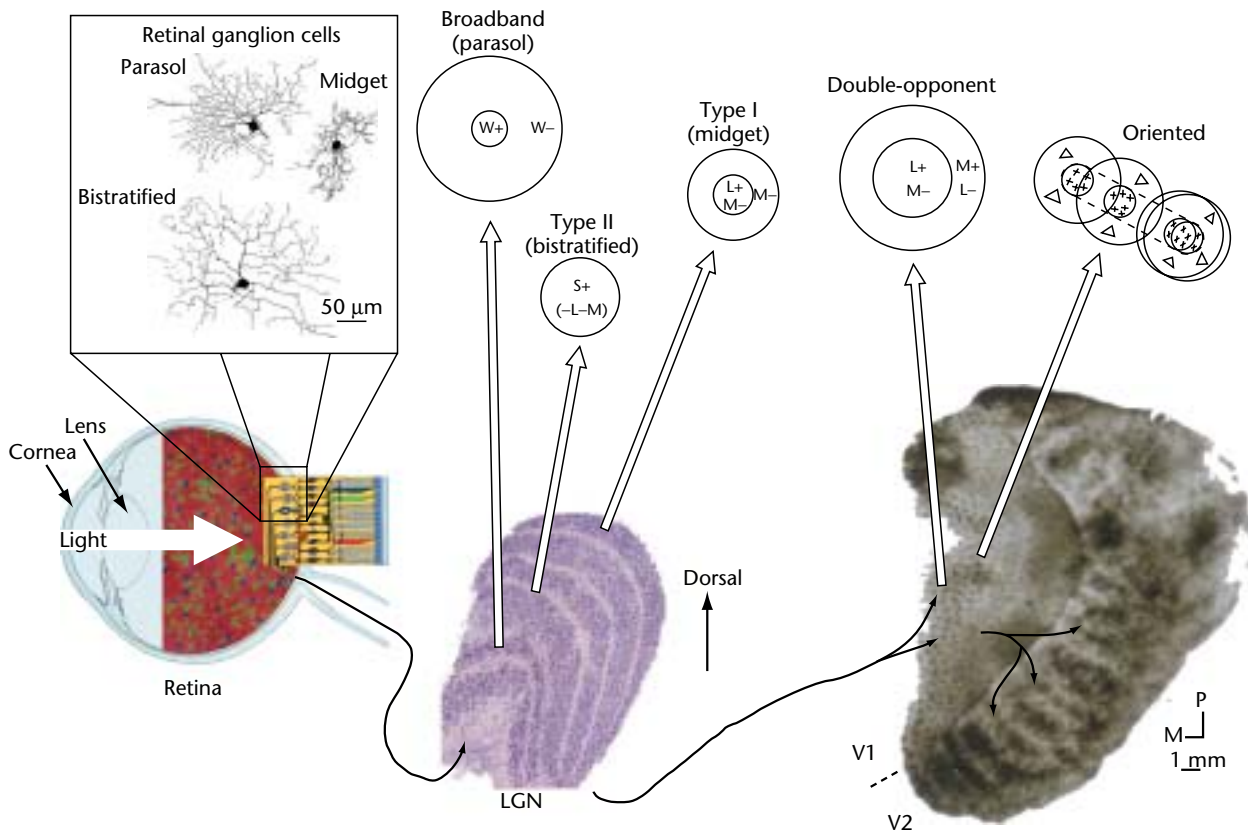 Retinal ganglion cells
Parasol
Midget
Bistratified
50 μm
Broadband
(parasol)
W+
W–
Type II
(bistratified)
S+
(–L–M)
Type I
(midget)
L+
M–
M–
Double-opponent
L+
M–
M+
L–
Oriented
Lens
Cornea
Light
Retina
Dorsal
LGN
V1
V2
P
M
1 mm